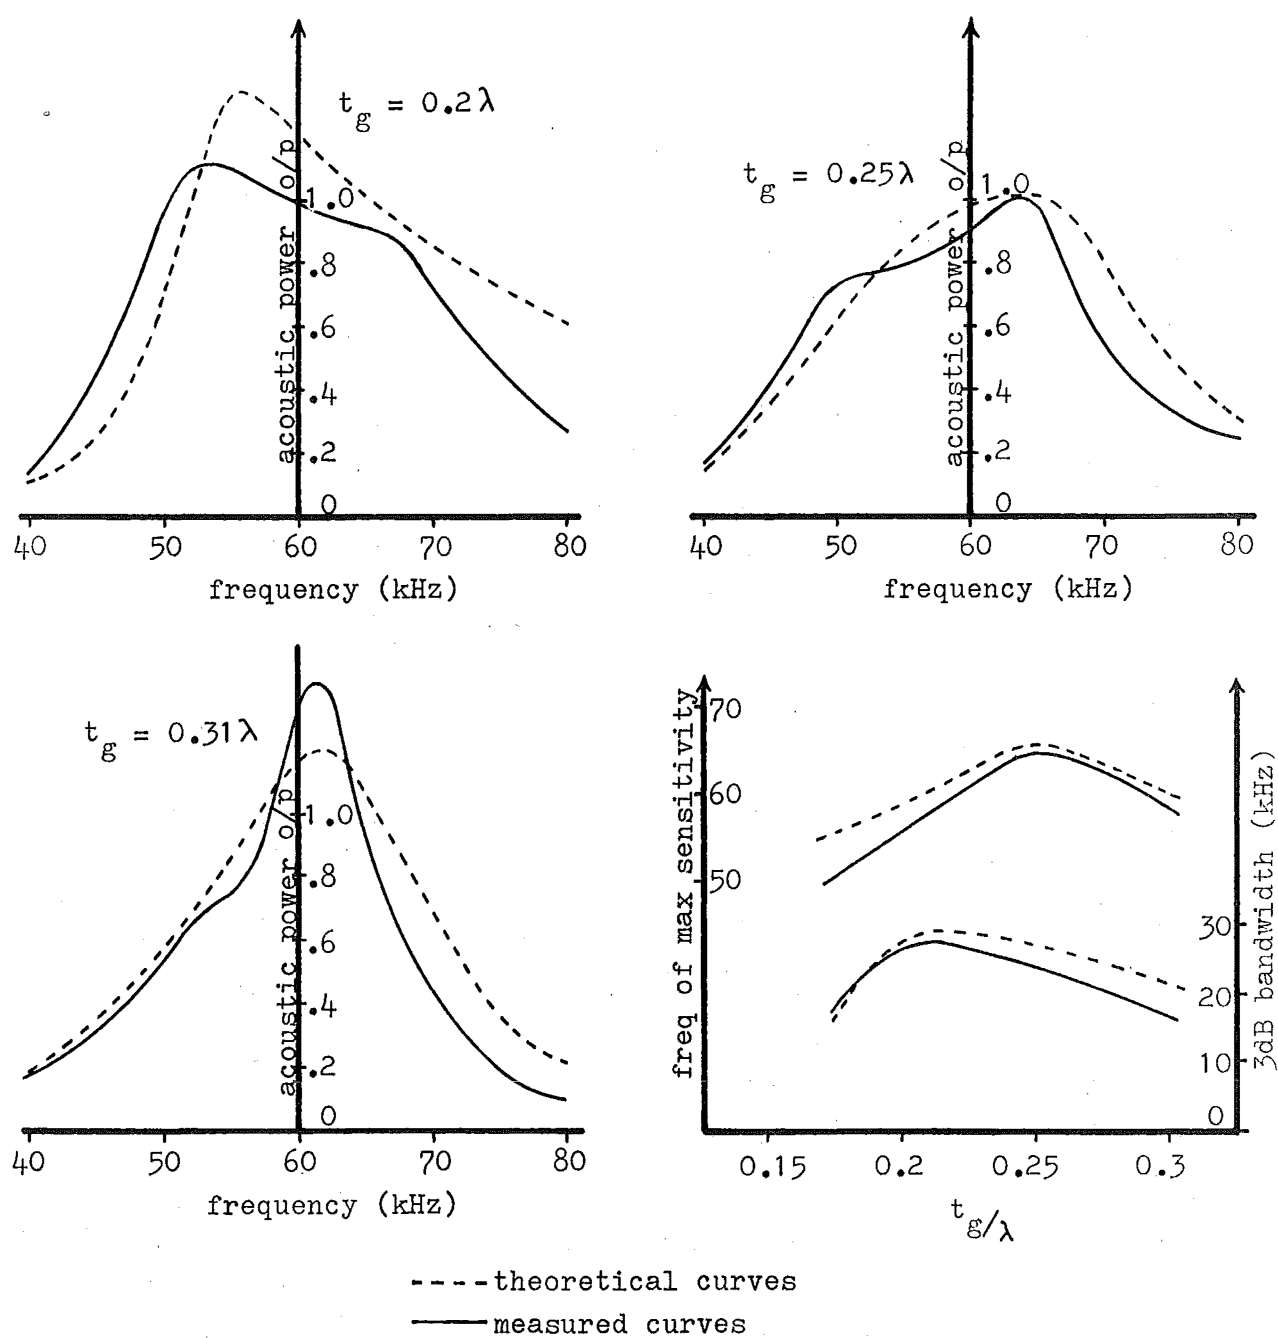 t_g = 0.2λ
acoustic power o/p
1.0
.8
.6
.4
.2
0
40 50 60 70 80
frequency (kHz)
t_g = 0.25λ
acoustic power o/p
1.0
.8
.6
.4
.2
0
40 50 60 70 80
frequency (kHz)
t_g = 0.31λ
acoustic power o/p
1.0
.8
.6
.4
.2
0
40 50 60 70 80
frequency (kHz)
freq of max sensitivity
70
60
50
30
20
10
0
3dB bandwidth (kHz)
0.15 0.2 0.25 0.3
t_g/λ
theoretical curves
measured curves